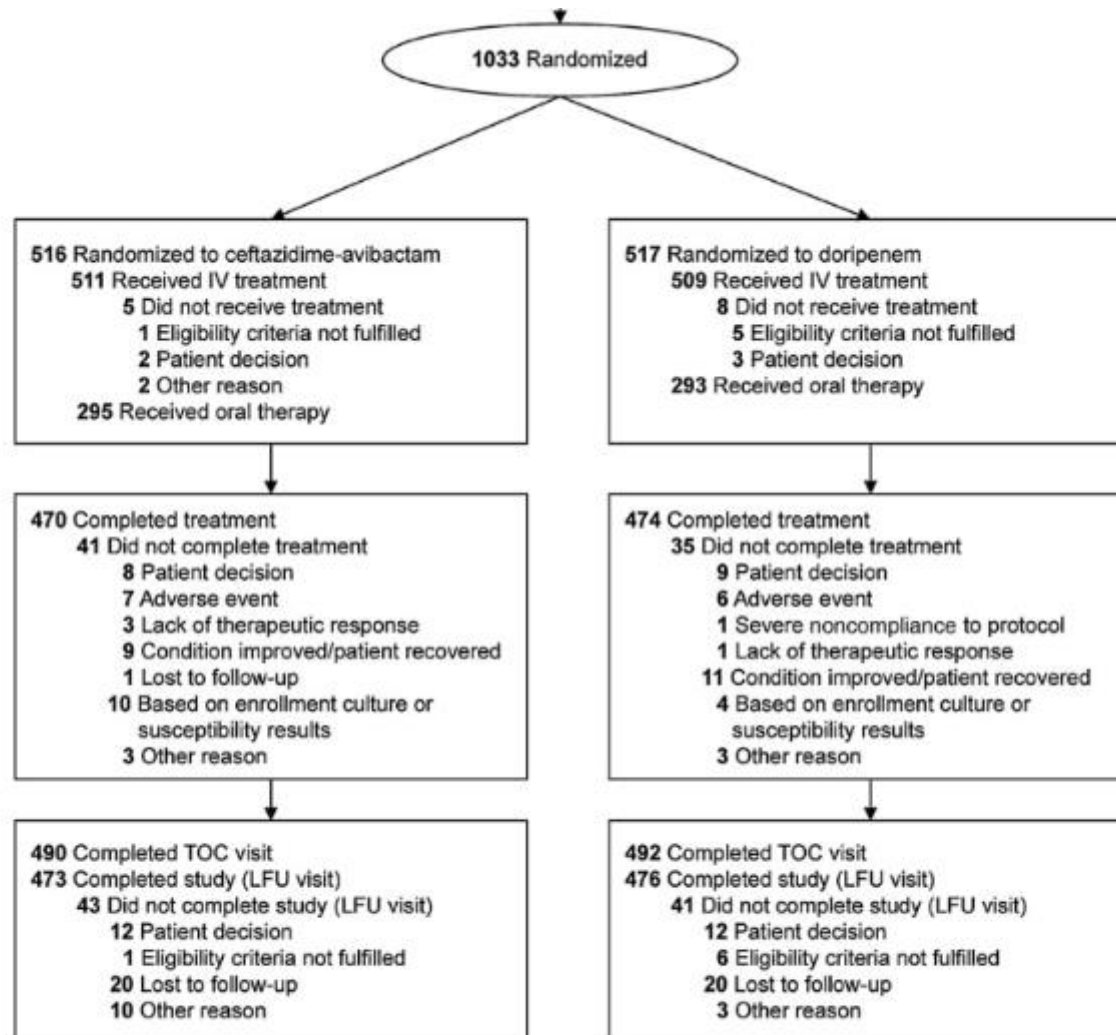 1033 Randomized
516 Randomized to ceftazidime-avibactam
511 Received IV treatment
5 Did not receive treatment
1 Eligibility criteria not fulfilled
2 Patient decision
2 Other reason
295 Received oral therapy
517 Randomized to doripenem
509 Received IV treatment
8 Did not receive treatment
5 Eligibility criteria not fulfilled
3 Patient decision
293 Received oral therapy
470 Completed treatment
41 Did not complete treatment
8 Patient decision
7 Adverse event
3 Lack of therapeutic response
9 Condition improved/patient recovered
1 Lost to follow-up
10 Based on enrollment culture or
susceptibility results
3 Other reason
474 Completed treatment
35 Did not complete treatment
9 Patient decision
6 Adverse event
1 Severe noncompliance to protocol
1 Lack of therapeutic response
11 Condition improved/patient recovered
4 Based on enrollment culture or
susceptibility results
3 Other reason
490 Completed TOC visit
473 Completed study (LFU visit)
43 Did not complete study (LFU visit)
12 Patient decision
1 Eligibility criteria not fulfilled
20 Lost to follow-up
10 Other reason
492 Completed TOC visit
476 Completed study (LFU visit)
41 Did not complete study (LFU visit)
12 Patient decision
6 Eligibility criteria not fulfilled
20 Lost to follow-up
3 Other reason